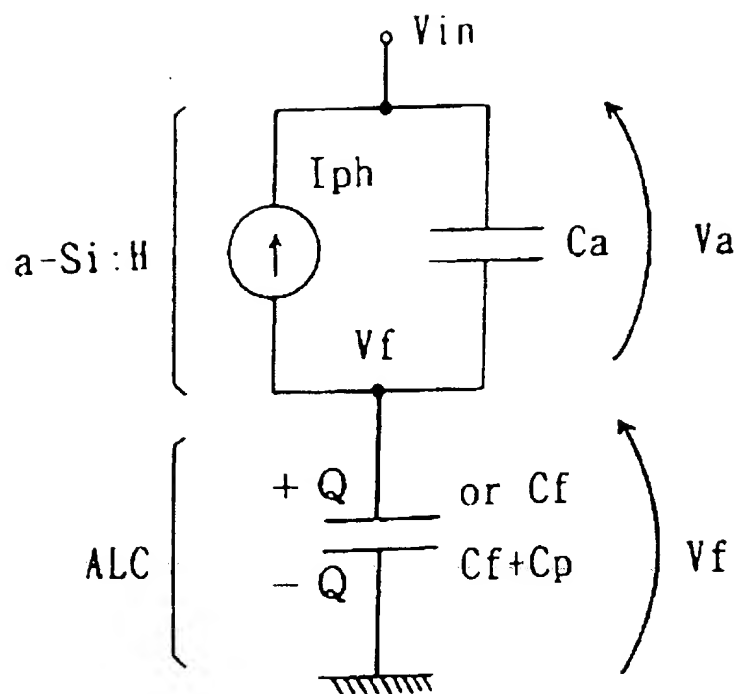 Vin
Iph
a-Si:H
Ca
Va
Vf
+ Q
or Cf
ALC
- Q
Cf+Cp
Vf